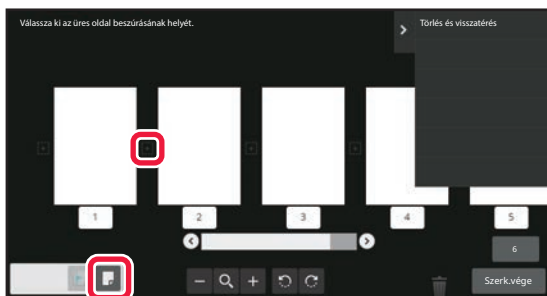 Válassza ki az üres oldal beszúrásának helyét.
Törlés és visszatérés
1
2
3
4
5
6
Szerk.vége